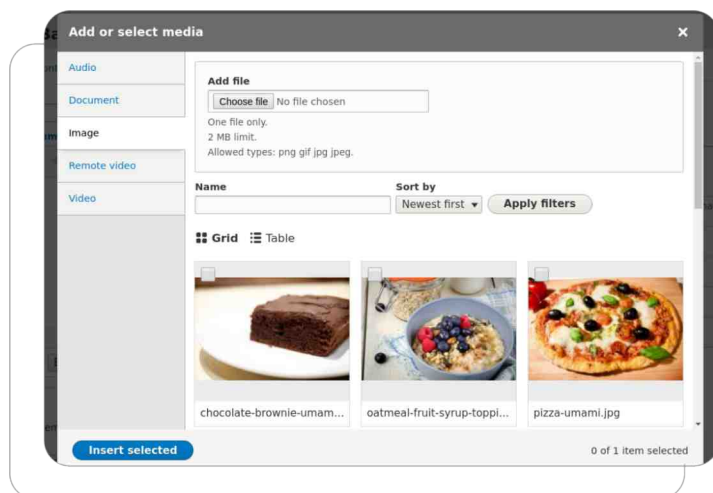 Add or select media
Audio
Document
Image
Remote video
Video
Add file
Choose file No file chosen
One file only.
2 MB limit.
Allowed types: png gif jpg jpeg.
Name Sort by
Newest first Apply filters
Grid Table
chocolate-brownie-umam... oatmeal-fruit-syrup-toppi... pizza-umami.jpg
Insert selected 0 of 1 item selected